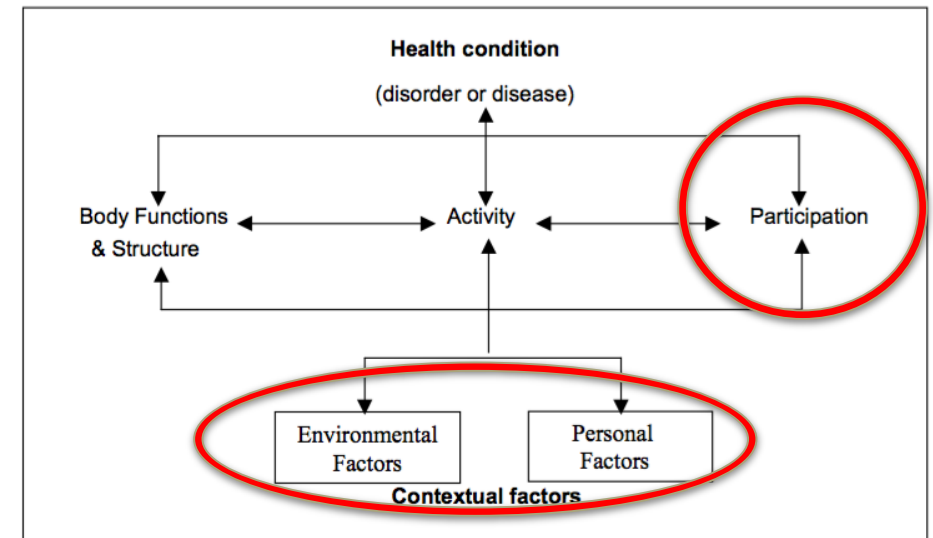 Health condition
(disorder or disease)
Body Functions
& Structure
Activity
Participation
Environmental
Factors
Personal
Factors
Contextual factors